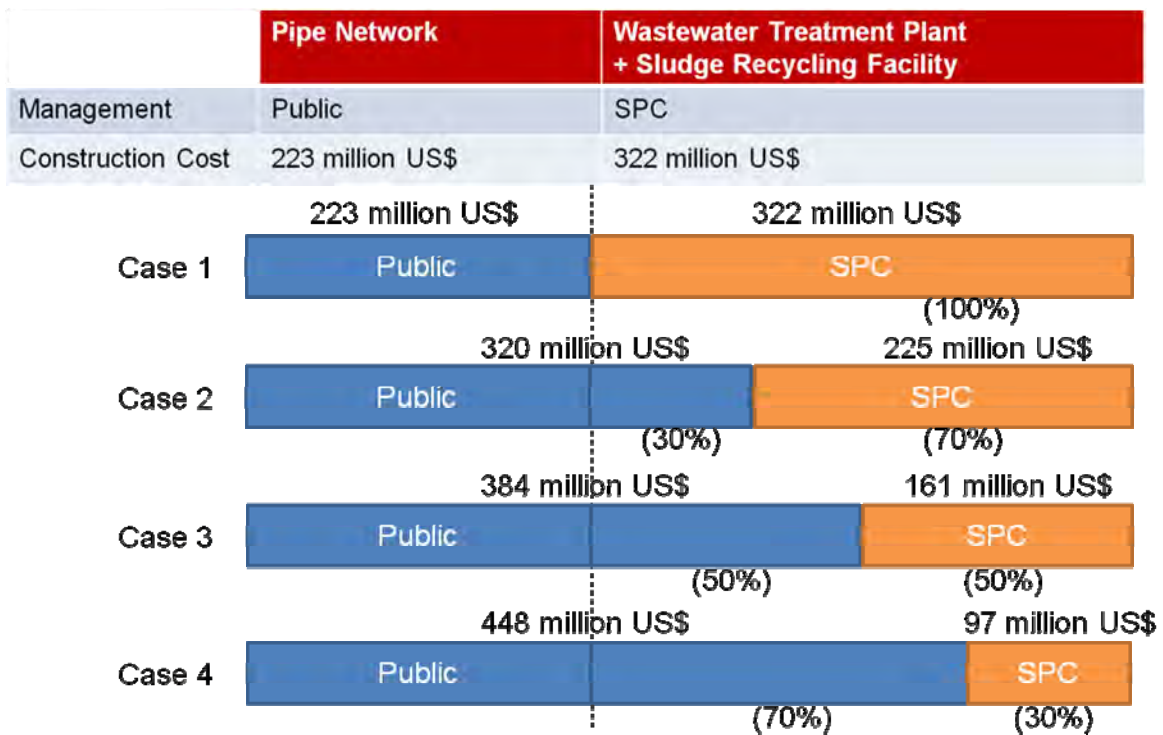 Pipe Network
Wastewater Treatment Plant
+ Sludge Recycling Facility
Management Public SPC
Construction Cost 223 million US$ 322 million US$
223 million US$ 322 million US$
Case 1 Public SPC
(100%)
320 million US$ 225 million US$
Case 2 Public SPC
(30%) (70%)
384 million US$ 161 million US$
Case 3 Public SPC
(50%) (50%)
448 million US$ 97 million US$
Case 4 Public SPC
(70%) (30%)